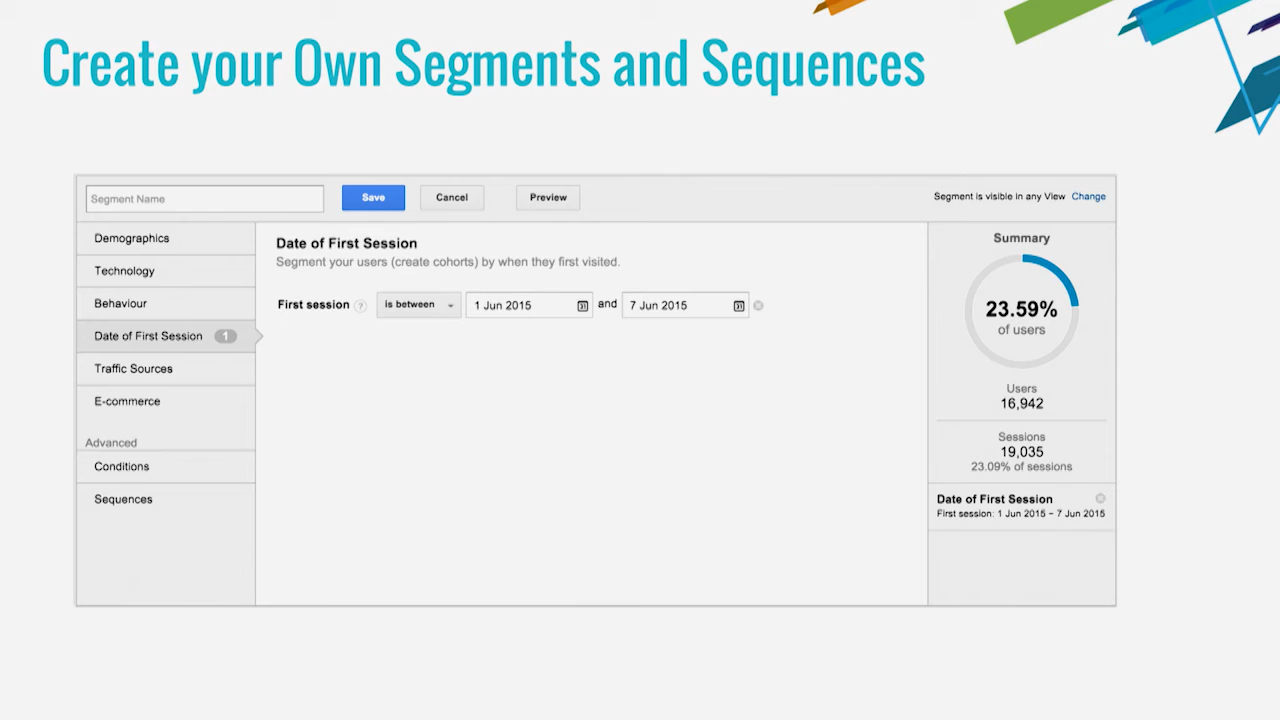 Create your Own Segments and Sequences
Segment Name
Save
Cancel
Preview
Segment is visible in any View Change
Demographics
Technology
Behaviour
Date of First Session 1
Traffic Sources
E-commerce
Advanced
Conditions
Sequences
Date of First Session
Segment your users (create cohorts) by when they first visited.
First session ? is between 1 Jun 2015 and 7 Jun 2015
Summary
23.59%
of users
Users
16,942
Sessions
19,035
23.09% of sessions
Date of First Session
First session: 1 Jun 2015 - 7 Jun 2015